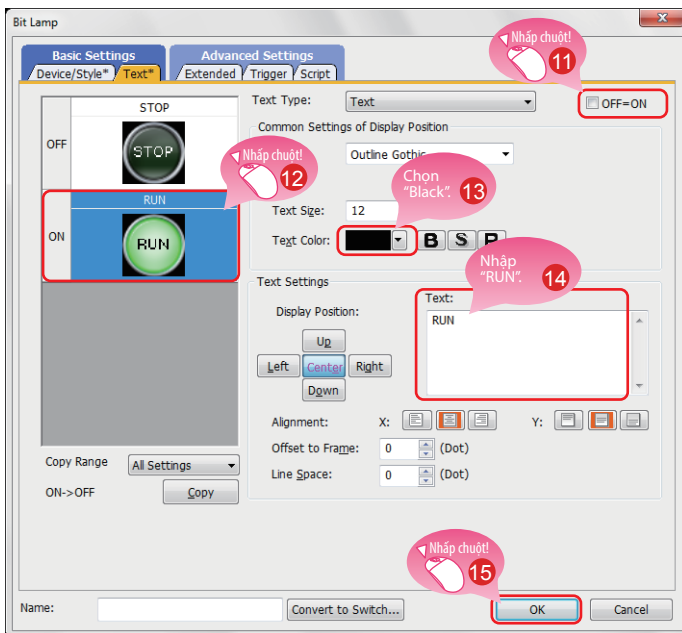 Bit Lamp
x
Basic Settings
Advanced Settings
Device/Style*
Text*
Extended
Trigger
Script
Nhấp chuột!
11
STOP
OFF
STOP
RUN
ON
RUN
Nhấp chuột!
12
Text Type:
Text
OFF=ON
Common Settings of Display Position
Outline Gothic
Chọn
“Black”.
13
Text Size:
12
Text Color:
B
S
Nhập
“RUN”.
14
Text Settings
Display Position:
Up
Left
Center
Right
Down
Text:
RUN
Alignment:
X:
Y:
Offset to Frame:
0
(Dot)
Line Space:
0
(Dot)
Copy Range
All Settings
ON->OFF
Copy
Nhấp chuột!
15
Name:
Convert to Switch...
OK
Cancel